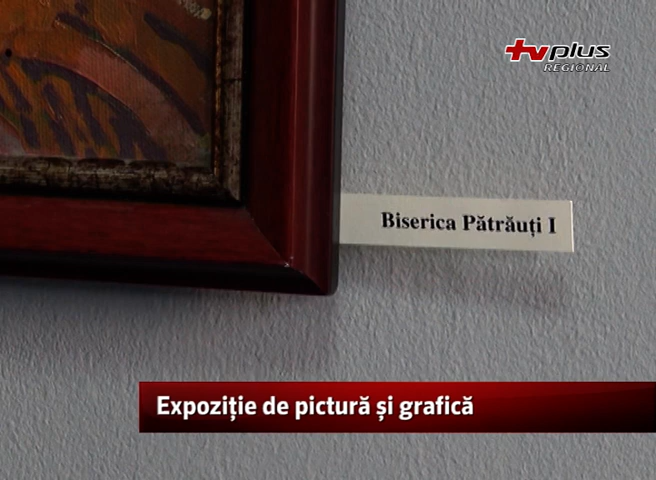 tvplus
REGIONAL
Biserica Pătrăuți I
Expoziție de pictură și grafică